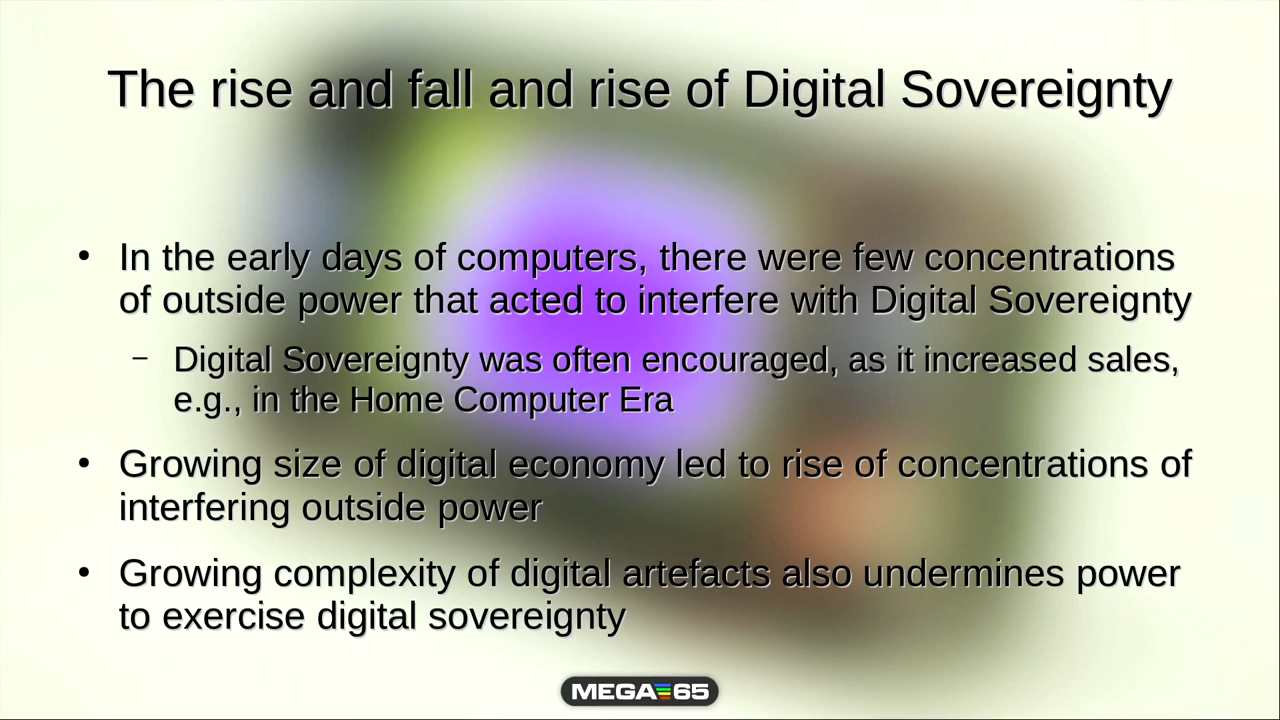 The rise and fall and rise of Digital Sovereignty
• In the early days of computers, there were few concentrations
of outside power that acted to interfere with Digital Sovereignty
– Digital Sovereignty was often encouraged, as it increased sales,
e.g., in the Home Computer Era
• Growing size of digital economy led to rise of concentrations of
interfering outside power
• Growing complexity of digital artefacts also undermines power
to exercise digital sovereignty
MEGA65